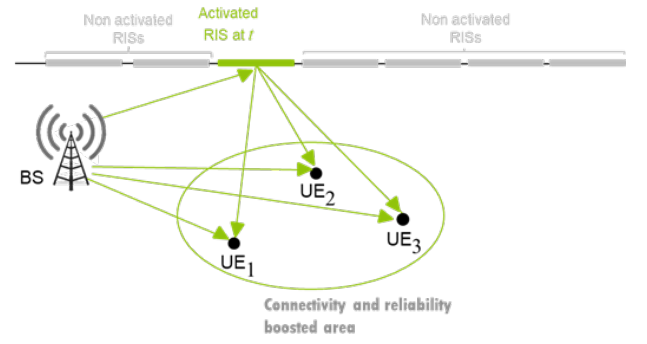 Non activated
RISs
Activated
RIS at t
Non activated
RISs
BS
UE2
UE3
UE1
Connectivity and reliability
boosted area